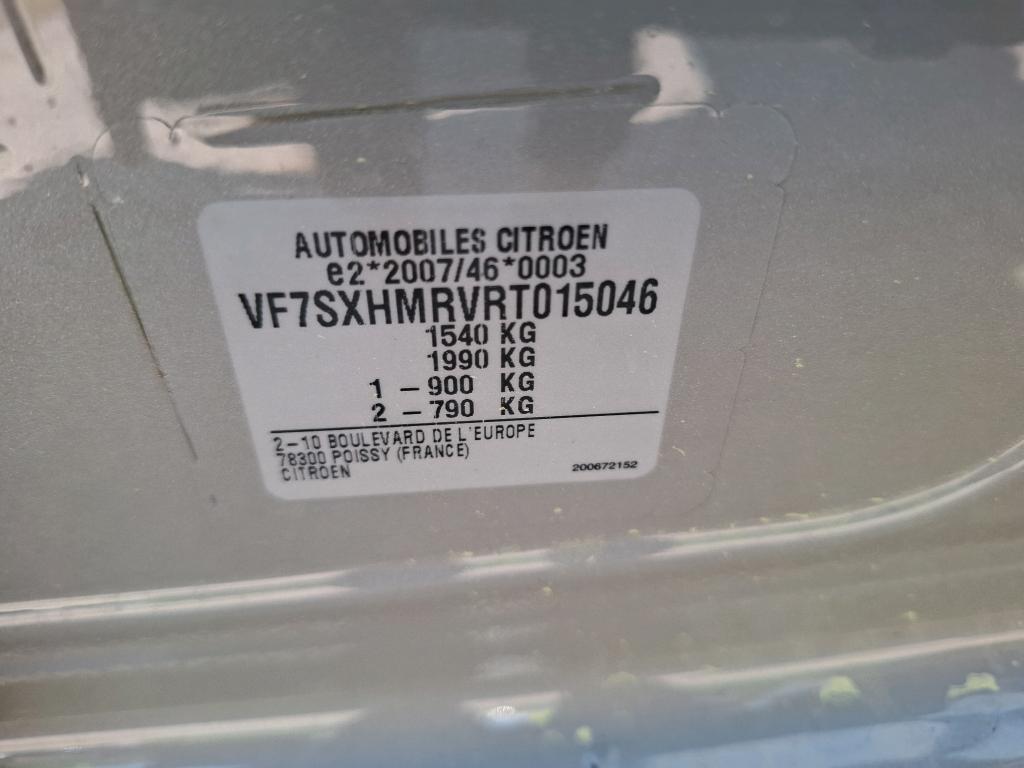 AUTOMOBILES CITROEN
e2*2007/46*0003
VF7SXHMRVRT015046
1540 KG
1990 KG
1 – 900 KG
2 – 790 KG
2–10 BOULEVARD DE L'EUROPE
78300 POISSY (FRANCE)
CITROEN
200672152